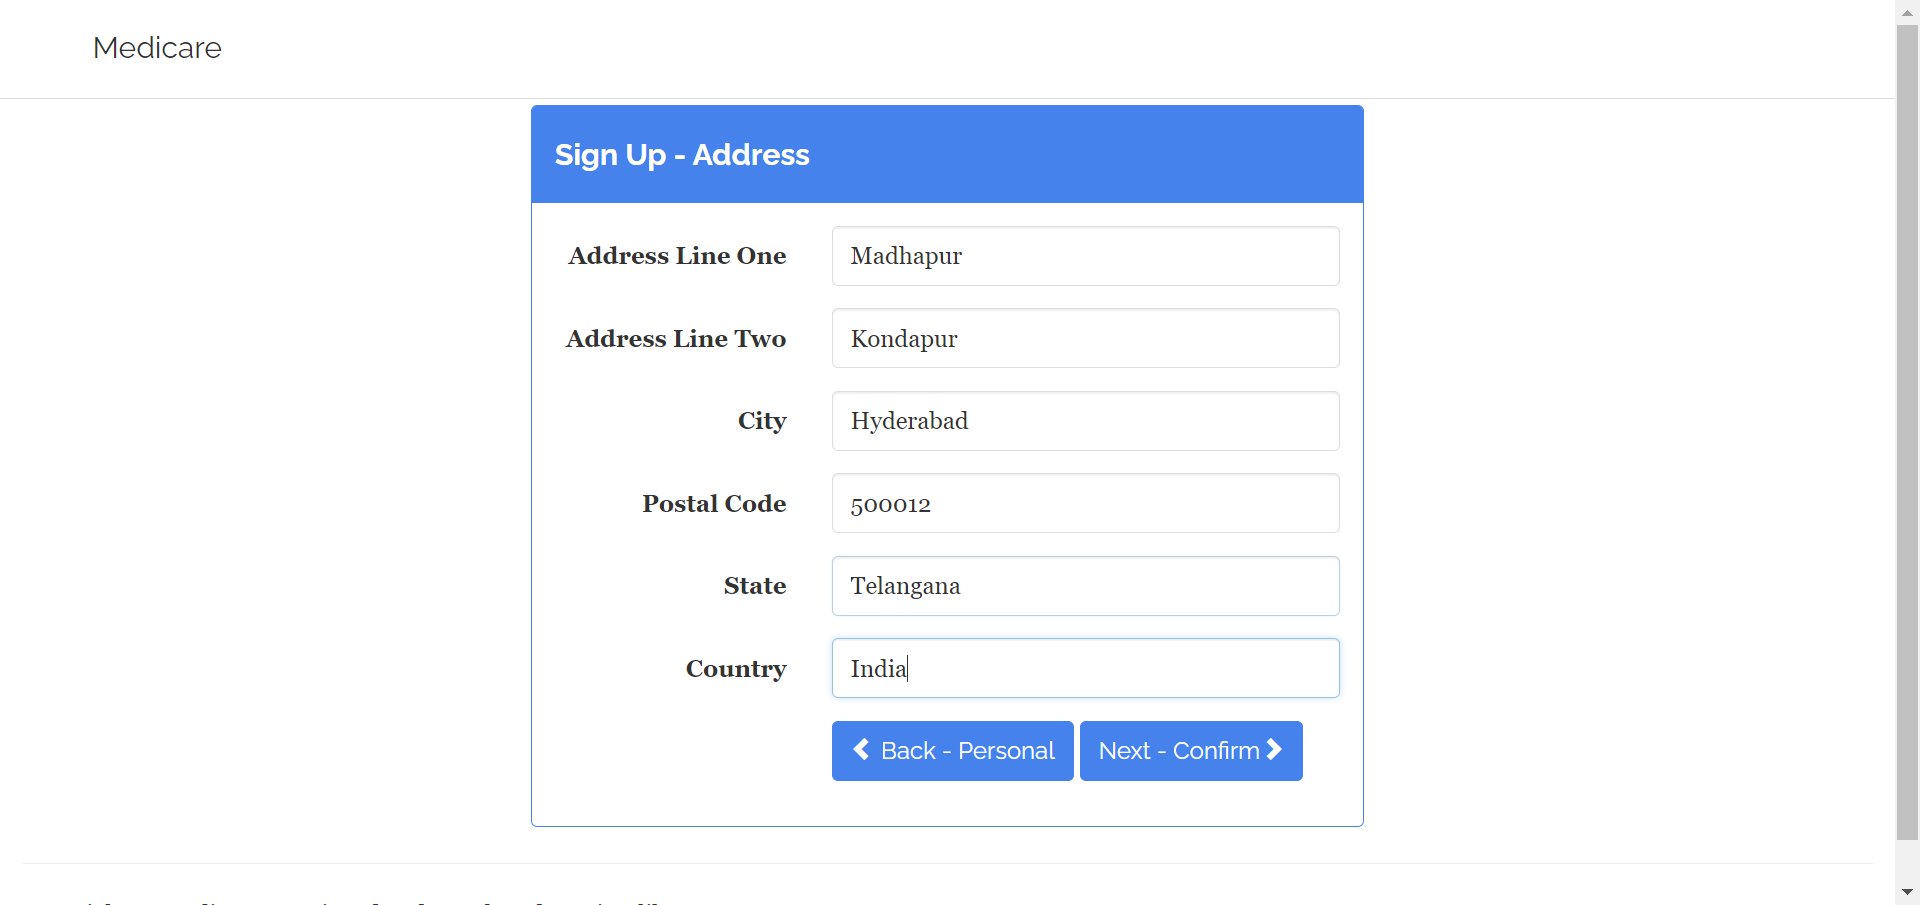 Medicare
Sign Up - Address
Address Line One Madhapur
Address Line Two Kondapur
City Hyderabad
Postal Code 500012
State Telangana
Country India
Back - Personal Next - Confirm